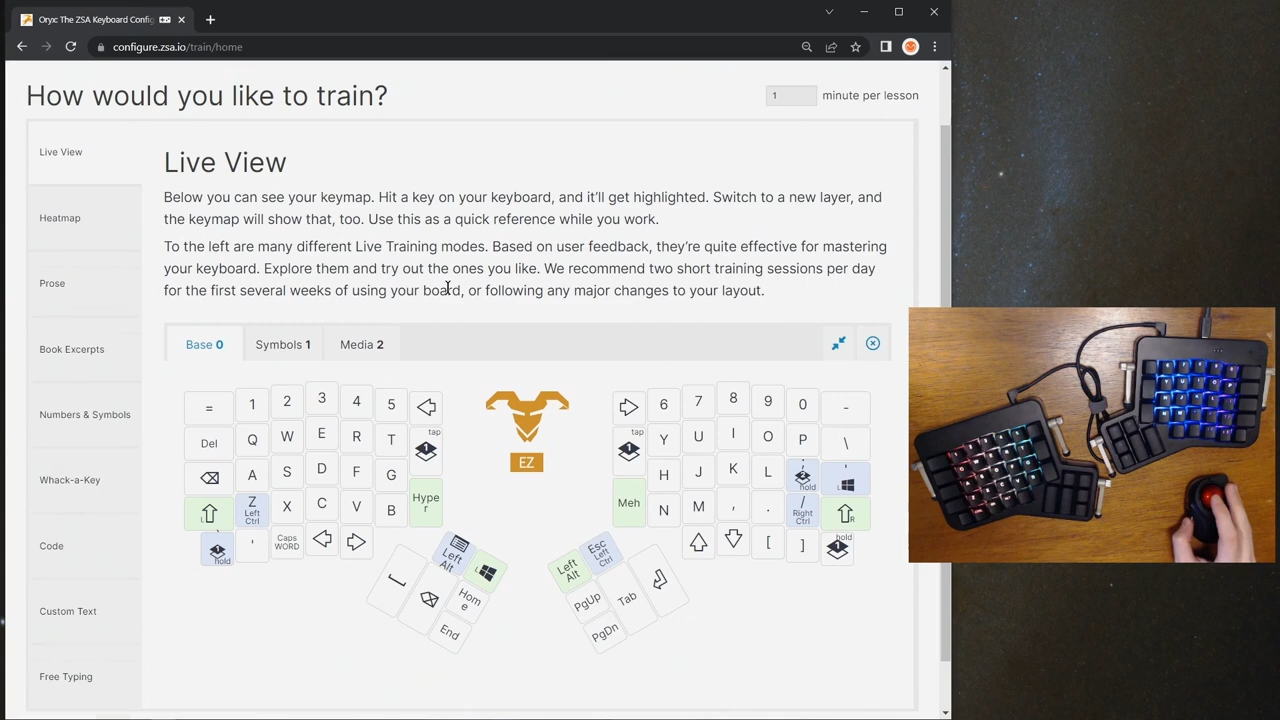 Oryx: The ZSA Keyboard Config
configure.zsa.io/train/home
How would you like to train?
1 minute per lesson
Live View
Heatmap
Prose
Book Excerpts
Numbers & Symbols
Whack-a-Key
Code
Custom Text
Free Typing
Live View
Below you can see your keymap. Hit a key on your keyboard, and it'll get highlighted. Switch to a new layer, and
the keymap will show that, too. Use this as a quick reference while you work.
To the left are many different Live Training modes. Based on user feedback, they're quite effective for mastering
your keyboard. Explore them and try out the ones you like. We recommend two short training sessions per day
for the first several weeks of using your board, or following any major changes to your layout.
Base 0 Symbols 1 Media 2
= 1 2 3 4 5
Del Q W E R T tap 1
A S D F G
L Z Left Ctrl X C V B Hyper
` 1 hold ' Caps WORD
[ Left Alt
Home
End
EZ
6 7 8 9 0 -
tap 1 Y U I O P \
H J K L ; 2 hold ' L
Meh N M , . / Right Ctrl R
[ ] hold 1
Left Alt Esc Left Ctrl
PgUp Tab
PgDn